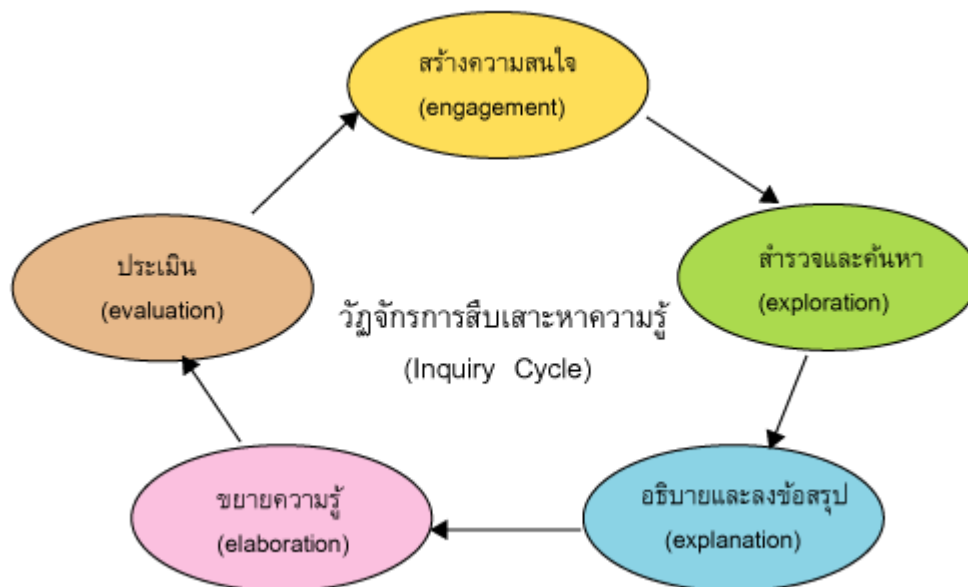 สร้างความสนใจ
(engagement)
สำรวจและค้นหา
(exploration)
อธิบายและลงข้อสรุป
(explanation)
ขยายความรู้
(elaboration)
ประเมิน
(evaluation)
วัฏจักรการสืบเสาะหาความรู้
(Inquiry Cycle)